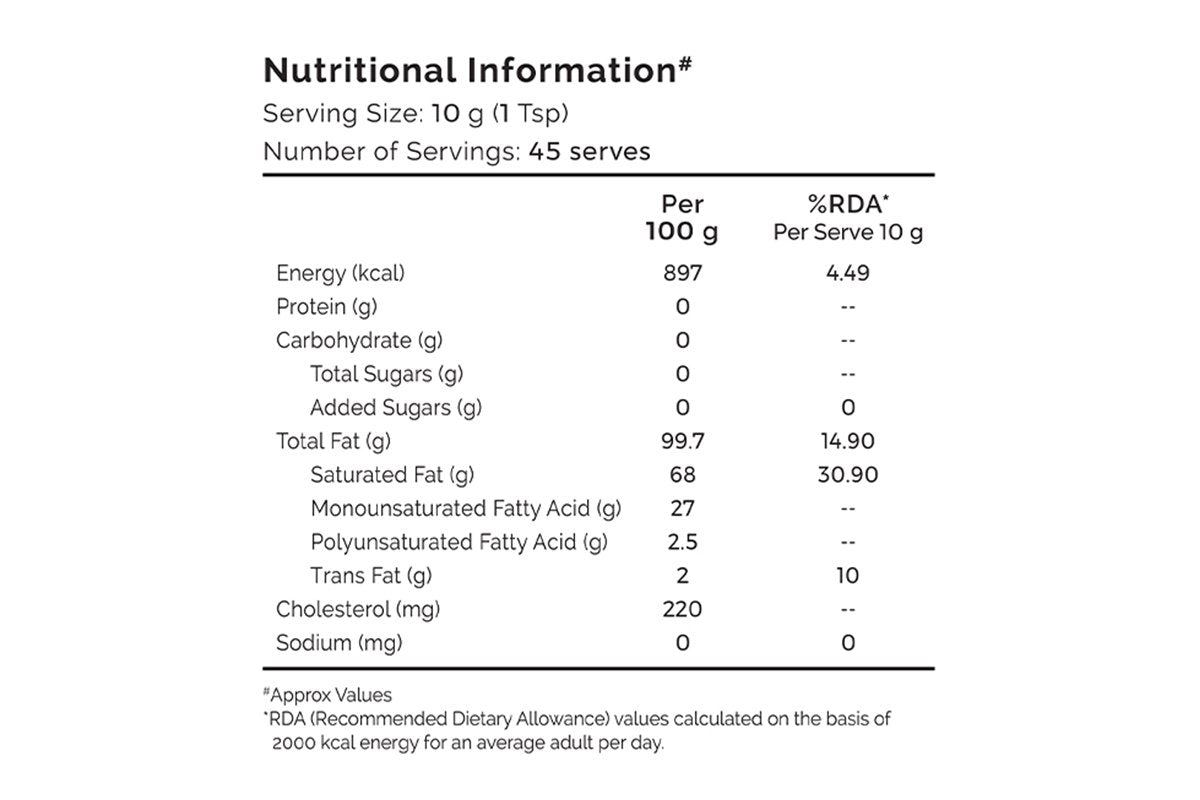 Nutritional Information#
Serving Size: 10 g (1 Tsp)
Number of Servings: 45 serves
Per 100 g %RDA* Per Serve 10 g
Energy (kcal) 897 4.49
Protein (g) 0 --
Carbohydrate (g) 0 --
Total Sugars (g) 0 --
Added Sugars (g) 0 0
Total Fat (g) 99.7 14.90
Saturated Fat (g) 68 30.90
Monounsaturated Fatty Acid (g) 27 --
Polyunsaturated Fatty Acid (g) 2.5 --
Trans Fat (g) 2 10
Cholesterol (mg) 220 --
Sodium (mg) 0 0
#Approx Values
*RDA (Recommended Dietary Allowance) values calculated on the basis of
2000 kcal energy for an average adult per day.